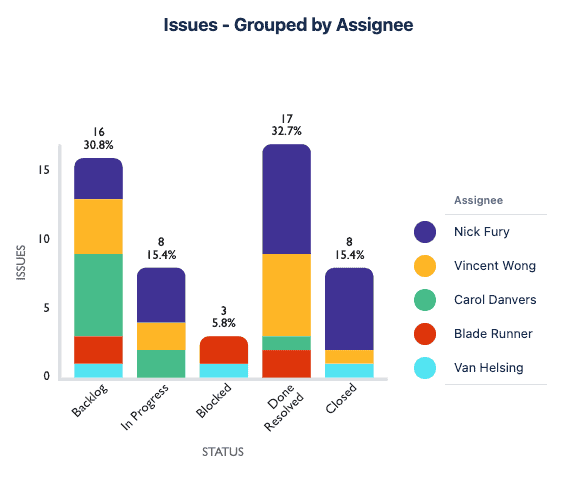 Issues - Grouped by Assignee
16
30.8%
8
15.4%
3
5.8%
17
32.7%
8
15.4%
15
10
5
0
ISSUES
Backlog
In Progress
Blocked
Done
Resolved
Closed
STATUS
Assignee
Nick Fury
Vincent Wong
Carol Danvers
Blade Runner
Van Helsing